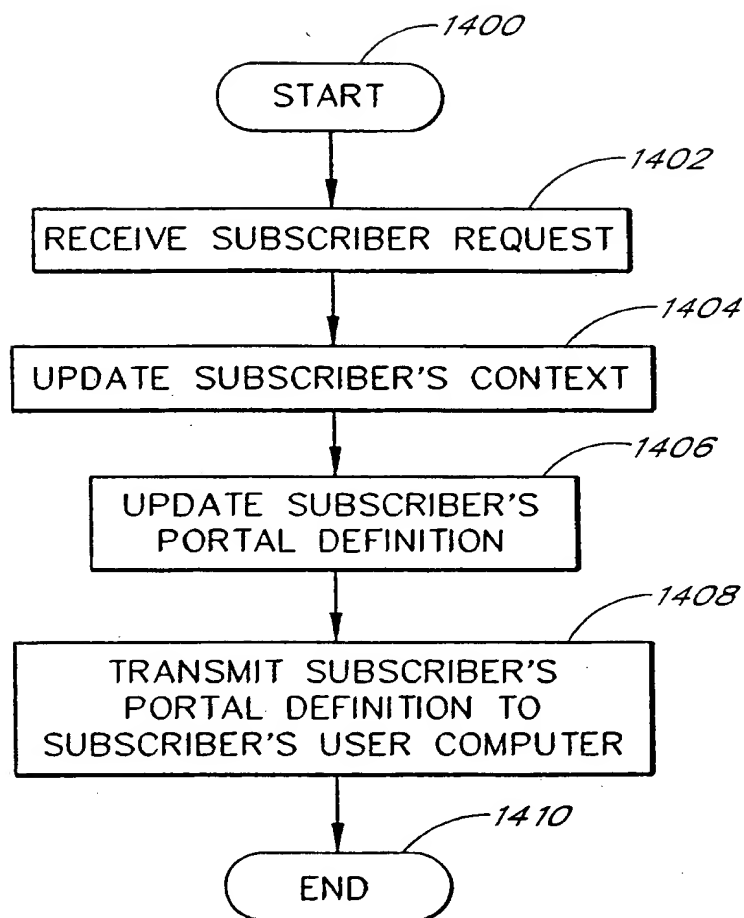 1400
START
1402
RECEIVE SUBSCRIBER REQUEST
1404
UPDATE SUBSCRIBER'S CONTEXT
1406
UPDATE SUBSCRIBER'S
PORTAL DEFINITION
1408
TRANSMIT SUBSCRIBER'S
PORTAL DEFINITION TO
SUBSCRIBER'S USER COMPUTER
1410
END